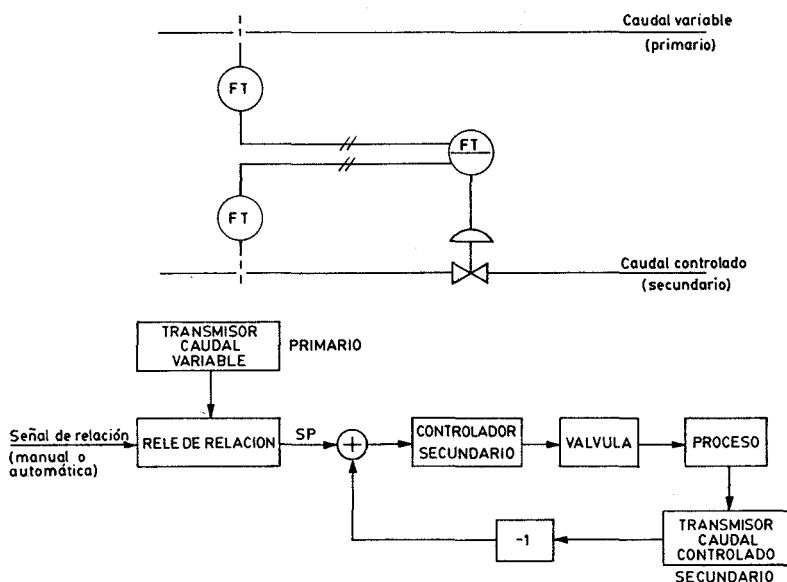 Caudal variable
(primario)
FT
FT
FT
Caudal controlado
(secundario)
TRANSMISOR
CAUDAL
VARIABLE
PRIMARIO
Señal de relación
(manual o
automática)
RELE DE RELACION
SP
+
CONTROLADOR
SECUNDARIO
VALVULA
PROCESO
-1
TRANSMISOR
CAUDAL
CONTROLADO
SECUNDARIO